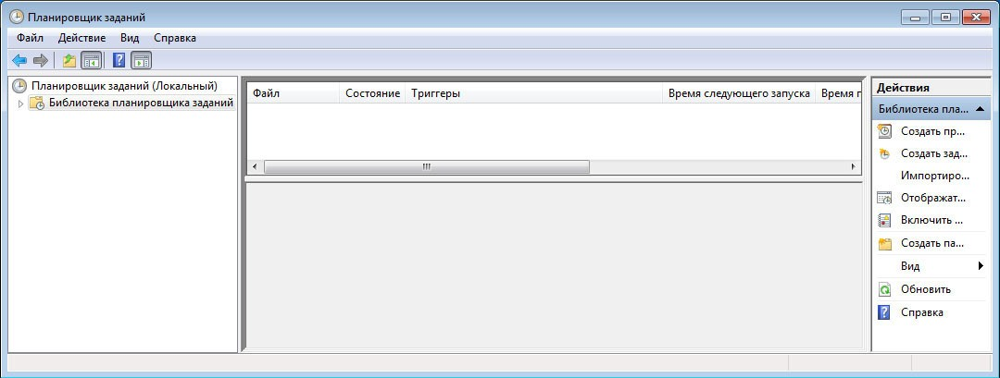 Планировщик заданий
Файл Действие Вид Справка
Планировщик заданий (Локальный)
Библиотека планировщика заданий
Файл Состояние Триггеры Время следующего запуска Время п
Действия
Библиотека пла...
Создать пр...
Создать зад...
Импортиро...
Отображат...
Включить ...
Создать па...
Вид
Обновить
Справка